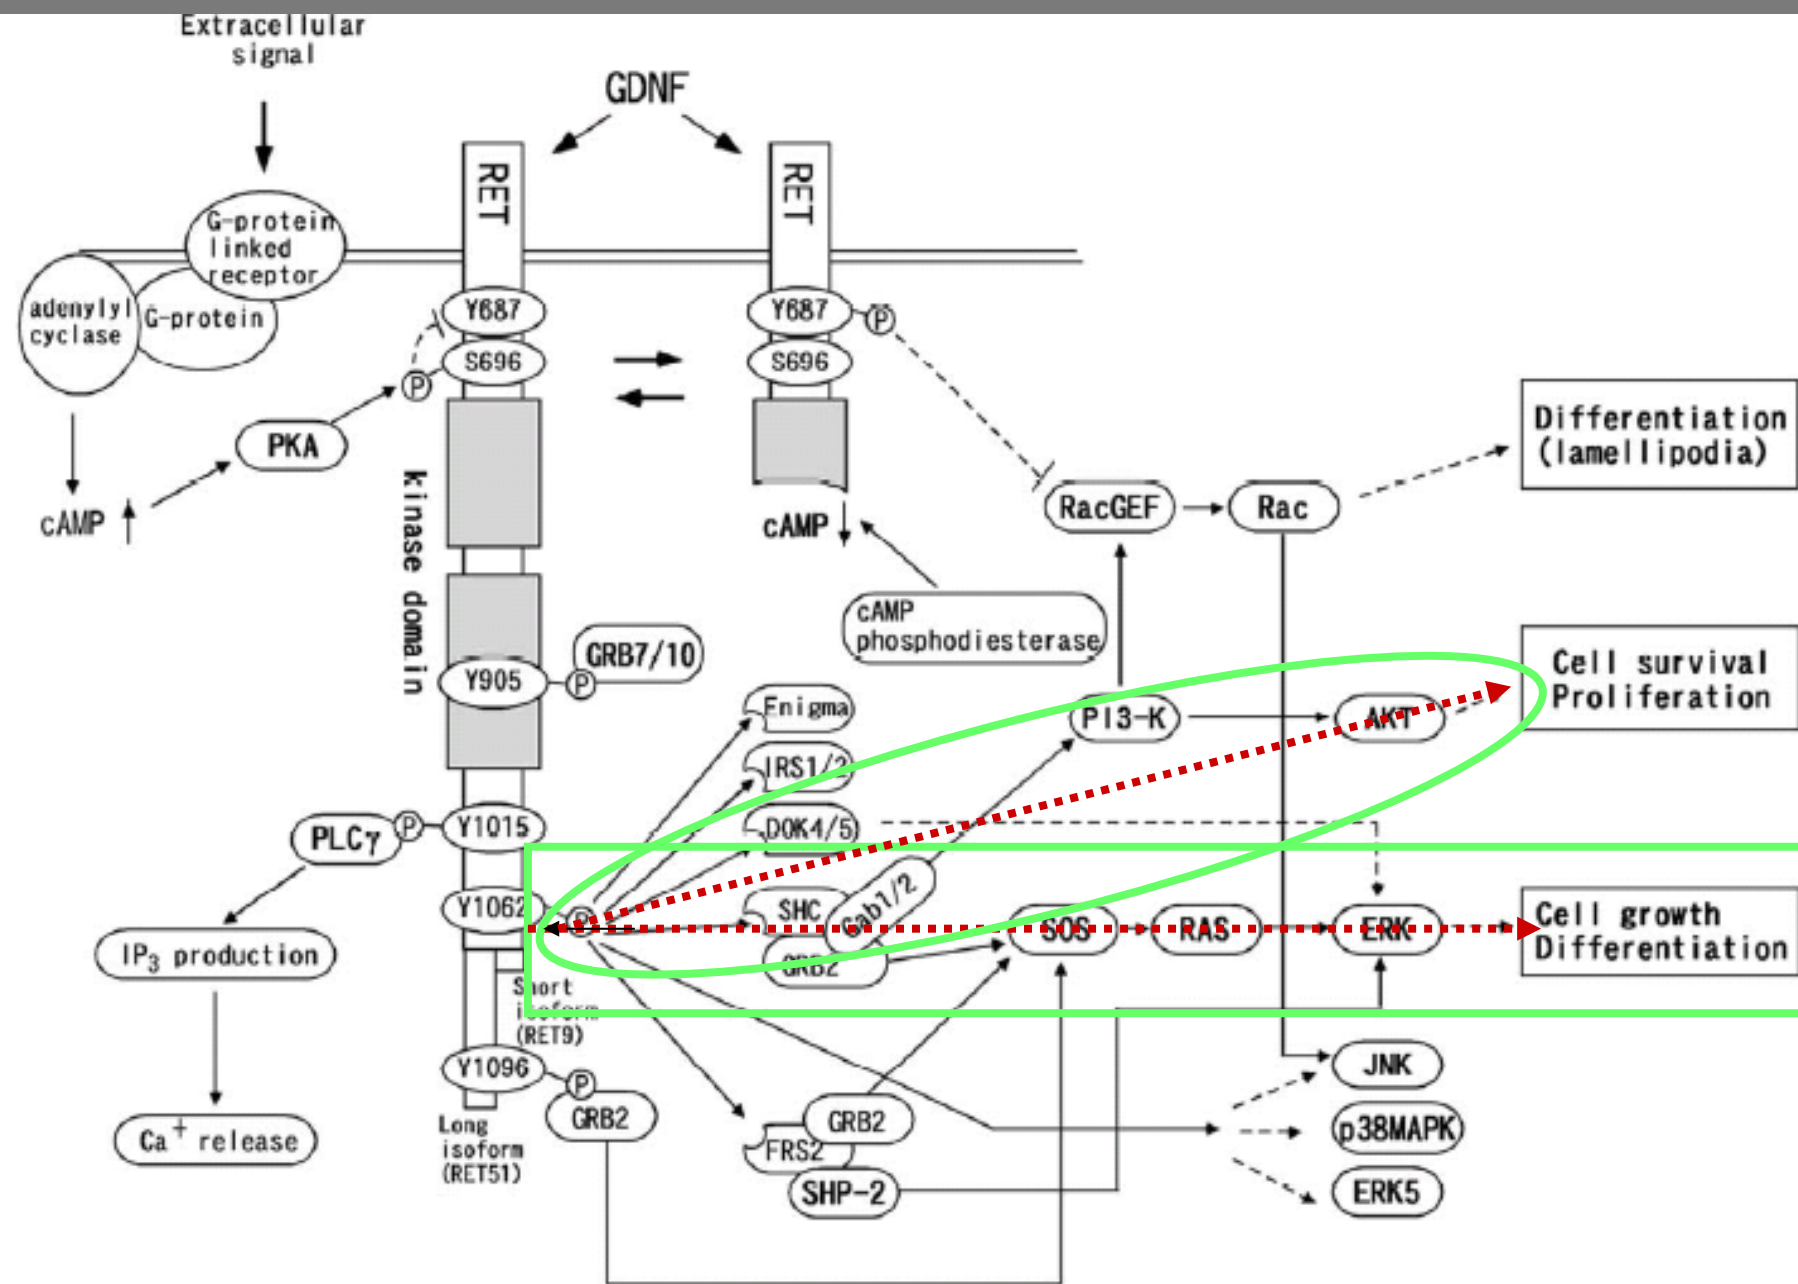 Extracellular
signal
GDNF
RET
RET
G-protein
linked
receptor
adenylyl
cyclase
G-protein
Y687
S696
P
Y687
P
S696
PKA
cAMP
kinase domain
cAMP
cAMP
phosphodiesterase
RacGEF
Rac
Differentiation
(lamellipodia)
GRB7/10
Y905
P
Enigma
IRS1/2
DOK4/5
PI3-K
AKT
Cell survival
Proliferation
PLCγ
P
Y1015
Y1062
P
SHC
Gab1/2
GRB2
SOS
RAS
ERK
Cell growth
Differentiation
IP3 production
Short
isoform
(RET9)
Ca+ release
Y1096
P
GRB2
Long
isoform
(RET51)
GRB2
FRS2
SHP-2
JNK
p38MAPK
ERK5